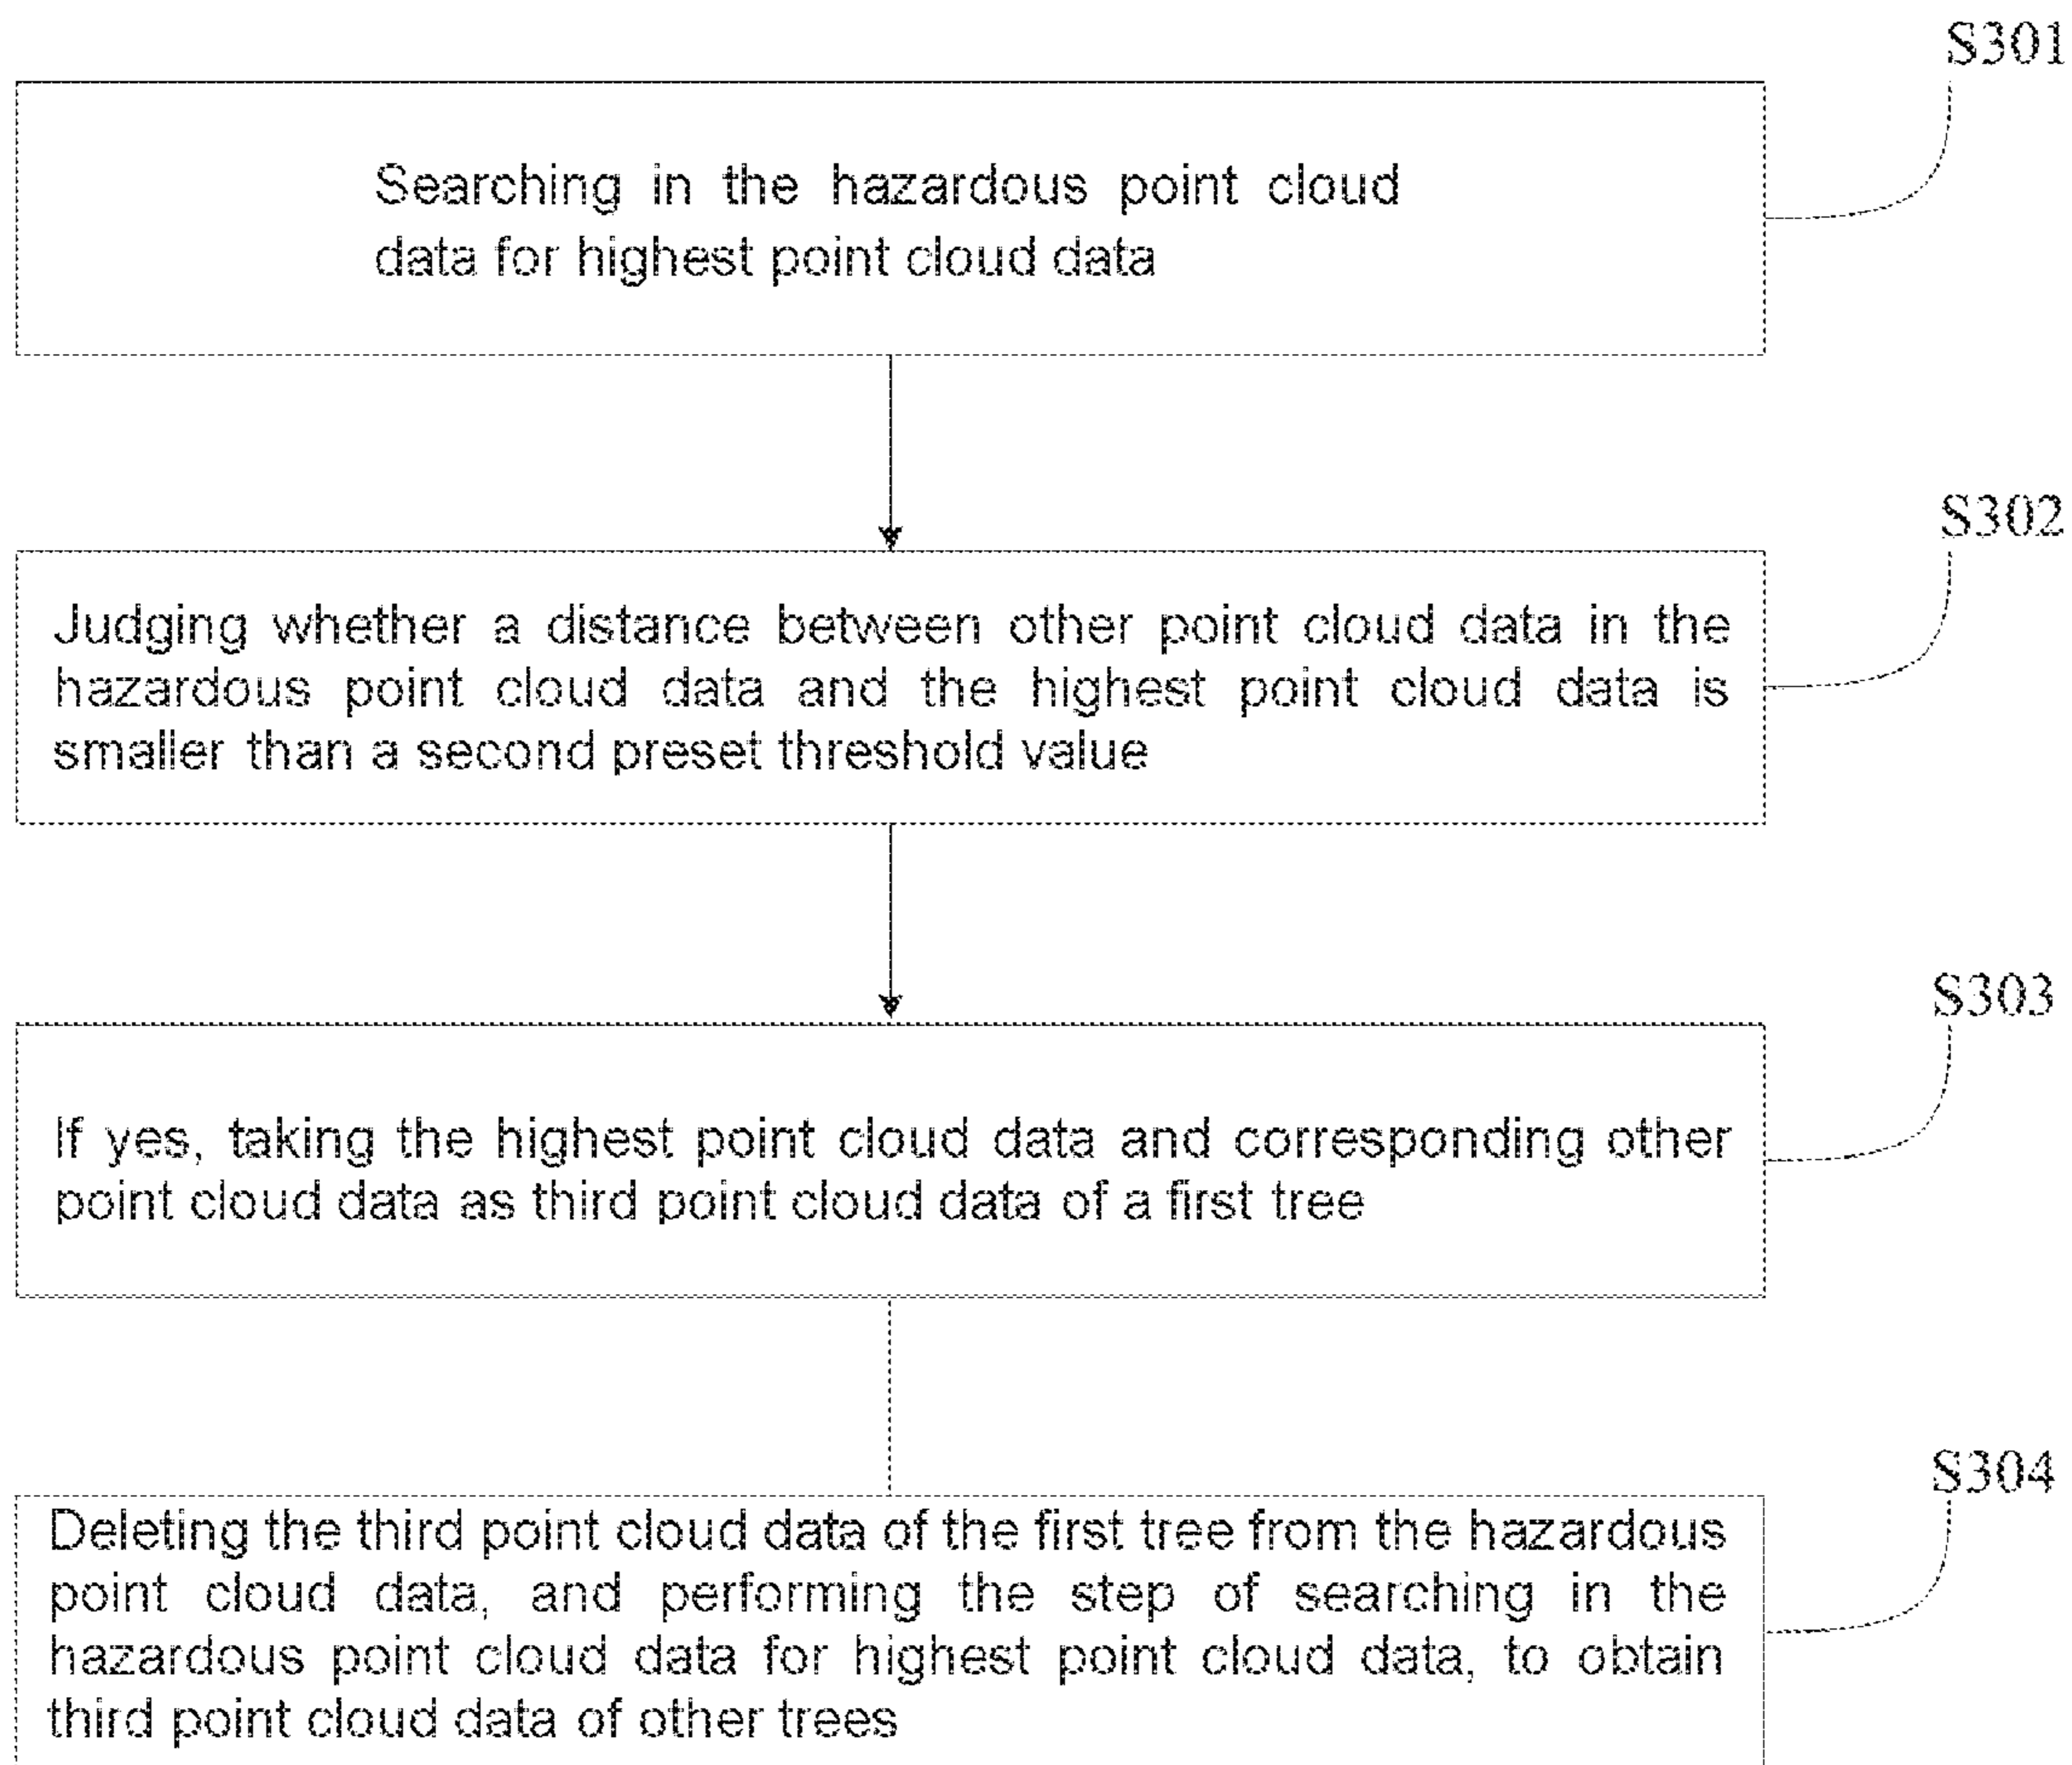 S301
Searching in the hazardous point cloud
data for highest point cloud data
S302
Judging whether a distance between other point cloud data in the
hazardous point cloud data and the highest point cloud data is
smaller than a second preset threshold value
S303
If yes, taking the highest point cloud data and corresponding other
point cloud data as third point cloud data of a first tree
S304
Deleting the third point cloud data of the first tree from the hazardous
point cloud data, and performing the step of searching in the
hazardous point cloud data for highest point cloud data, to obtain
third point cloud data of other trees